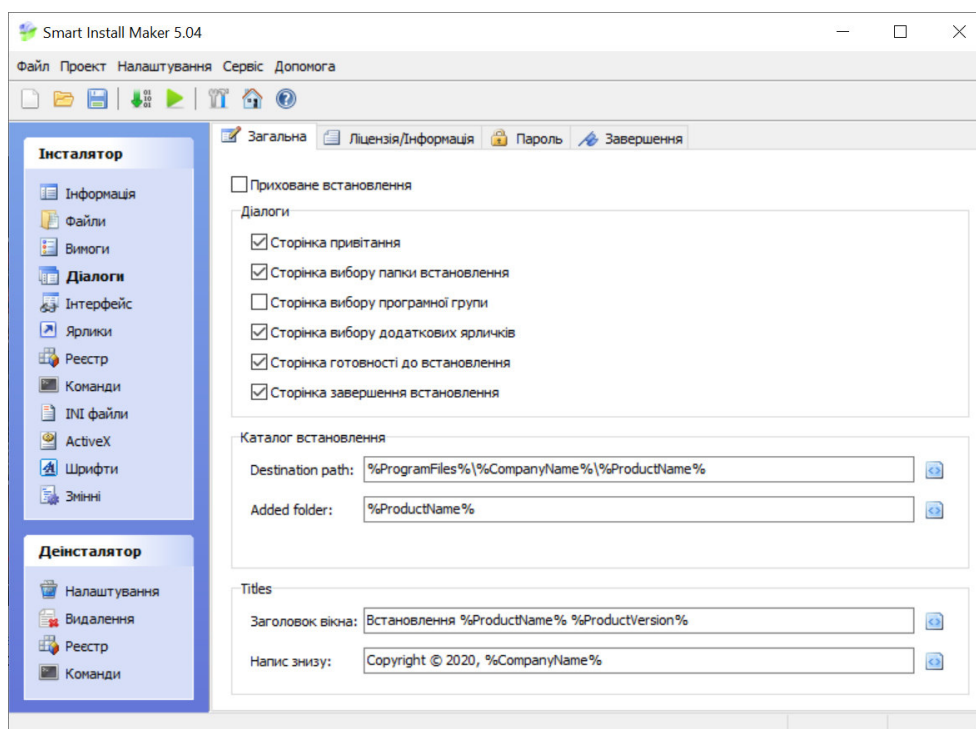 Smart Install Maker 5.04
Файл Проект Налаштування Сервіс Допомога
Інсталятор
Інформація
Файли
Вимоги
Діалоги
Інтерфейс
Ярлики
Реєстр
Команди
INI файли
ActiveX
Шрифти
Змінні
Деінсталятор
Налаштування
Видалення
Реєстр
Команди
Загальна Ліцензія/Інформація Пароль Завершення
Приховане встановлення
Діалоги
Сторінка привітання
Сторінка вибору папки встановлення
Сторінка вибору програмної групи
Сторінка вибору додаткових ярличків
Сторінка готовності до встановлення
Сторінка завершення встановлення
Каталог встановлення
Destination path: %ProgramFiles%\%CompanyName%\%ProductName%
Added folder: %ProductName%
Titles
Заголовок вікна: Встановлення %ProductName% %ProductVersion%
Напис знизу: Copyright © 2020, %CompanyName%